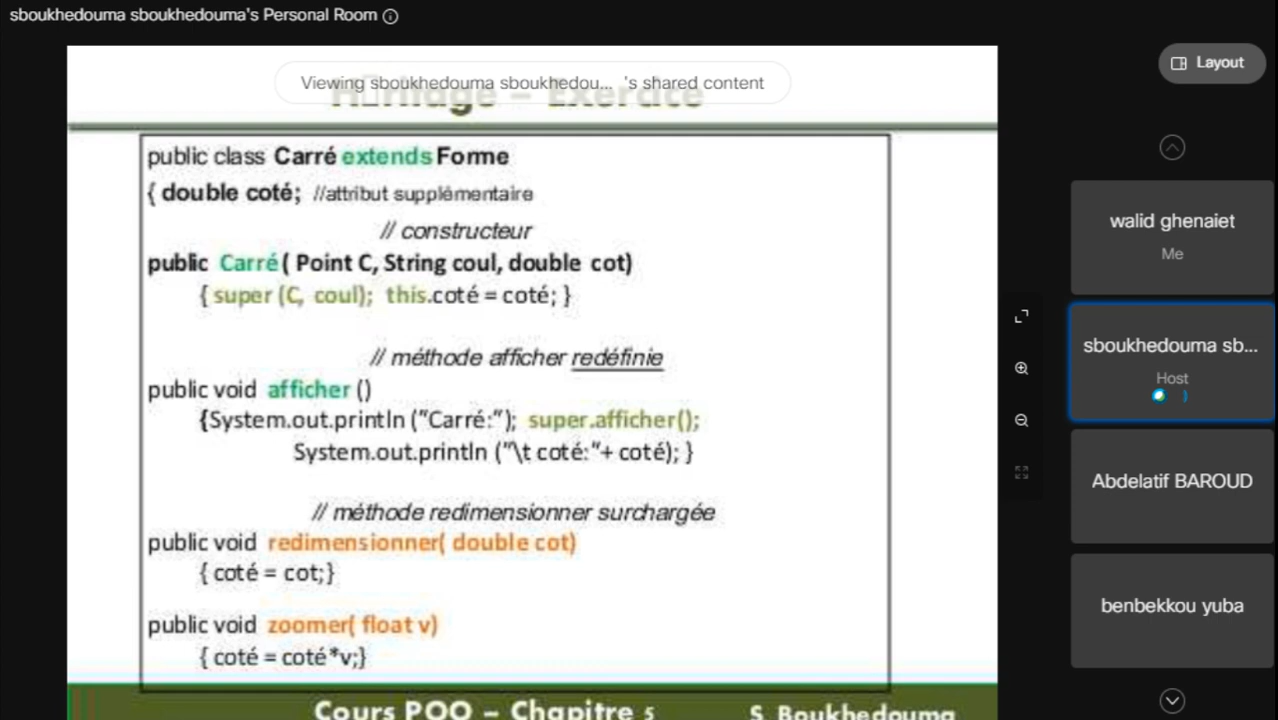 sboukhedouma sboukhedouma's Personal Room
Layout
Viewing sboukhedouma sboukhedou... 's shared content
H□ritage – Exercice
public class Carré extends Forme
{ double coté; //attribut supplémentaire
// constructeur
public Carré ( Point C, String coul, double cot)
{ super (C, coul); this.coté = coté; }
// méthode afficher redéfinie
public void afficher ()
{System.out.println ("Carré:"); super.afficher();
System.out.println ("\t coté:"+ coté); }
// méthode redimensionner surchargée
public void redimensionner( double cot)
{ coté = cot;}
public void zoomer( float v)
{ coté = coté*v;}
Cours POO – Chapitre 5
S. Boukhedouma
walid ghenaiet
Me
sboukhedouma sb...
Host
Abdelatif BAROUD
benbekkou yuba